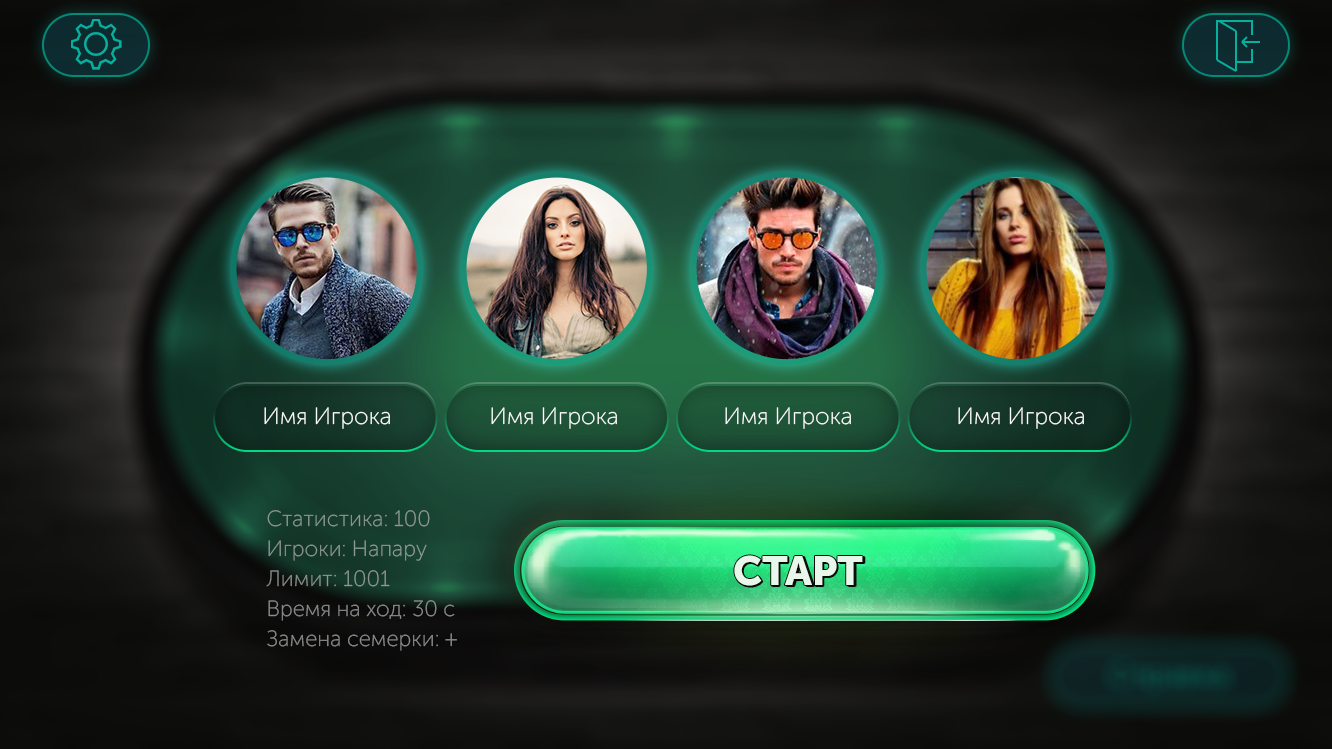 Имя Игрока
Имя Игрока
Имя Игрока
Имя Игрока
Статистика: 100
Игроки: Напару
Лимит: 1001
Время на ход: 30 с
Замена семерки: +
СТАРТ